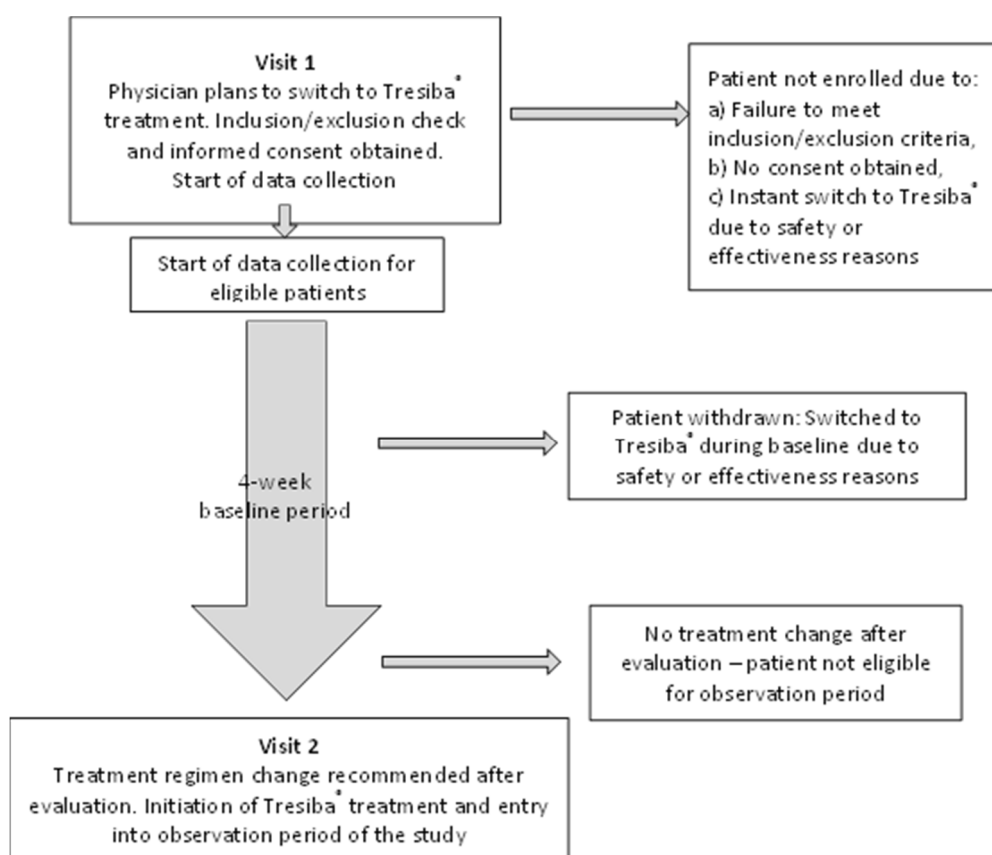 Visit 1
Physician plans to switch to Tresiba®
treatment. Inclusion/exclusion check
and informed consent obtained.
Start of data collection
Patient not enrolled due to:
a) Failure to meet
inclusion/exclusion criteria,
b) No consent obtained,
c) Instant switch to Tresiba®
due to safety or
effectiveness reasons
Start of data collection for
eligible patients
Patient withdrawn: Switched to
Tresiba® during baseline due to
safety or effectiveness reasons
4-week
baseline period
No treatment change after
evaluation – patient not eligible
for observation period
Visit 2
Treatment regimen change recommended after
evaluation. Initiation of Tresiba® treatment and entry
into observation period of the study